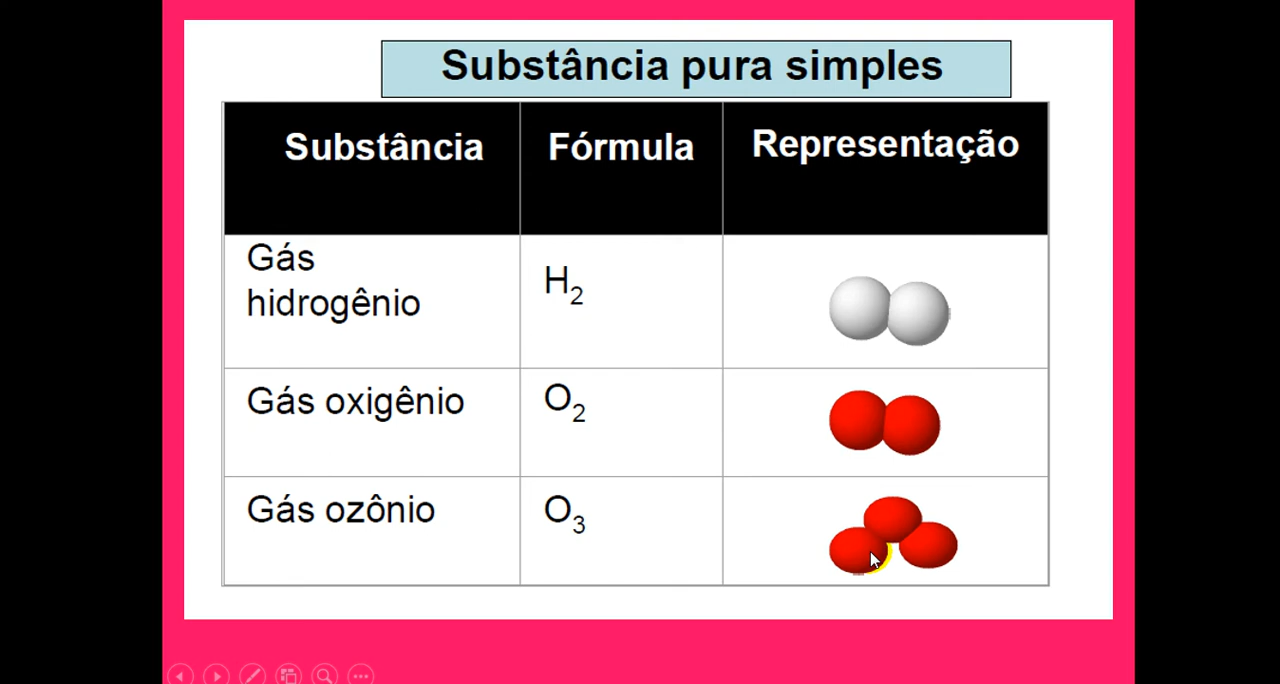 Substância pura simples
Substância Fórmula Representação
Gás
hidrogênio H₂
Gás oxigênio O₂
Gás ozônio O₃